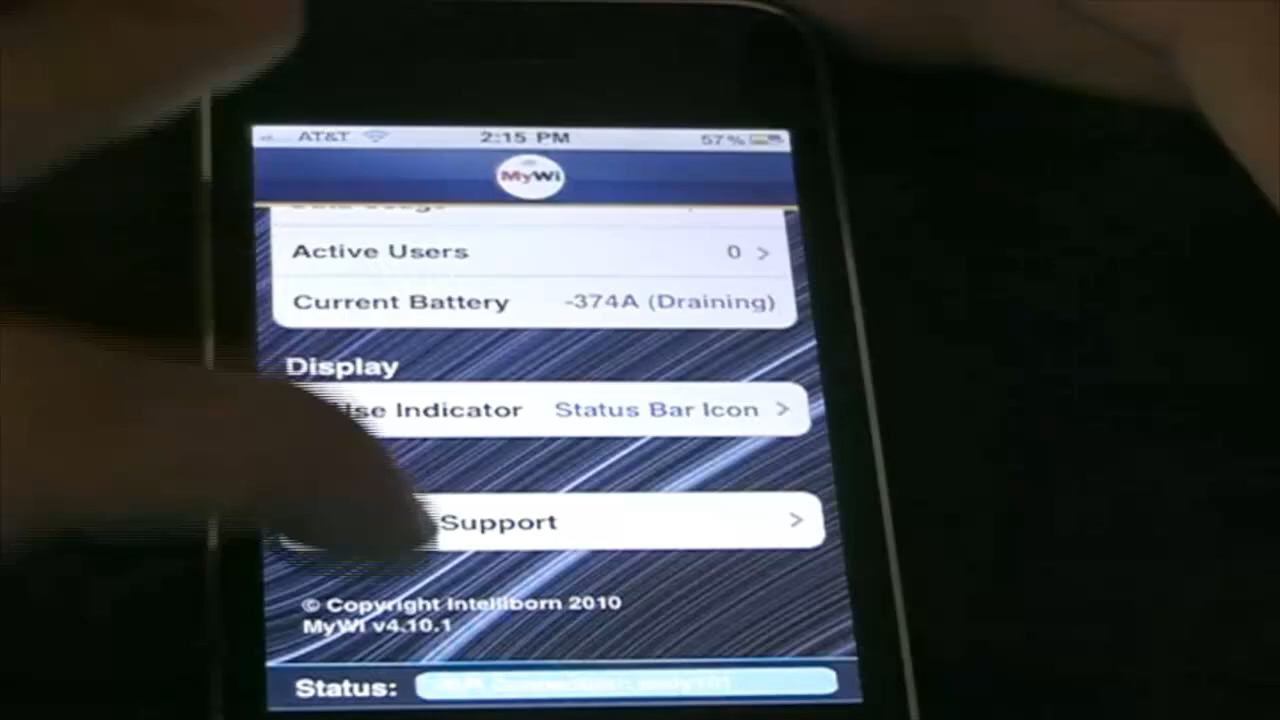 AT&T 2:15 PM 57%
MyWi
Active Users 0 >
Current Battery -374A (Draining)
Display
Use Indicator Status Bar Icon >
Support >
© Copyright Intelliborn 2010
MyWI v4.10.1
Status: